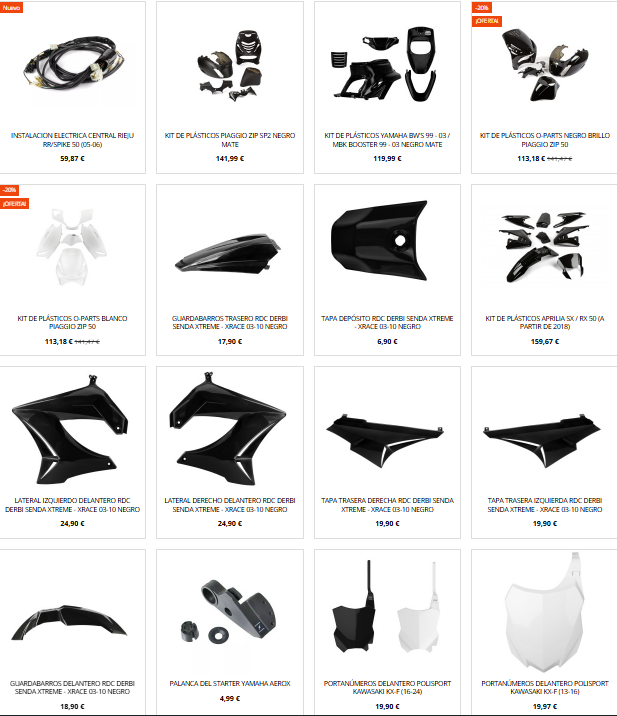 Nuevo
INSTALACION ELECTRICA CENTRAL RIEJU
RR/SPIKE 50 (05-06)
59,87 €
KIT DE PLÁSTICOS PIAGGIO ZIP SP2 NEGRO
MATE
141,99 €
KIT DE PLÁSTICOS YAMAHA BW'S 99 - 03 /
MBK BOOSTER 99 - 03 NEGRO MATE
119,99 €
-20%
¡OFERTA!
KIT DE PLÁSTICOS O-PARTS NEGRO BRILLO
PIAGGIO ZIP 50
113,18 € 141,47 €
-20%
¡OFERTA!
KIT DE PLÁSTICOS O-PARTS BLANCO
PIAGGIO ZIP 50
113,18 € 141,47 €
GUARDABARROS TRASERO RDC DERBI
SENDA XTREME - XRACE 03-10 NEGRO
17,90 €
TAPA DEPÓSITO RDC DERBI SENDA XTREME
- XRACE 03-10 NEGRO
6,90 €
KIT DE PLÁSTICOS APRILIA SX / RX 50 (A
PARTIR DE 2018)
159,67 €
LATERAL IZQUIERDO DELANTERO RDC
DERBI SENDA XTREME - XRACE 03-10 NEGRO
24,90 €
LATERAL DERECHO DELANTERO RDC DERBI
SENDA XTREME - XRACE 03-10 NEGRO
24,90 €
TAPA TRASERA DERECHA RDC DERBI SENDA
XTREME - XRACE 03-10 NEGRO
19,90 €
TAPA TRASERA IZQUIERDA RDC DERBI
SENDA XTREME - XRACE 03-10 NEGRO
19,90 €
GUARDABARROS DELANTERO RDC DERBI
SENDA XTREME - XRACE 03-10 NEGRO
18,90 €
PALANCA DEL STARTER YAMAHA AEROX
4,99 €
PORTANÚMEROS DELANTERO POLISPORT
KAWASAKI KX-F (16-24)
19,90 €
PORTANÚMEROS DELANTERO POLISPORT
KAWASAKI KX-F (13-16)
19,97 €